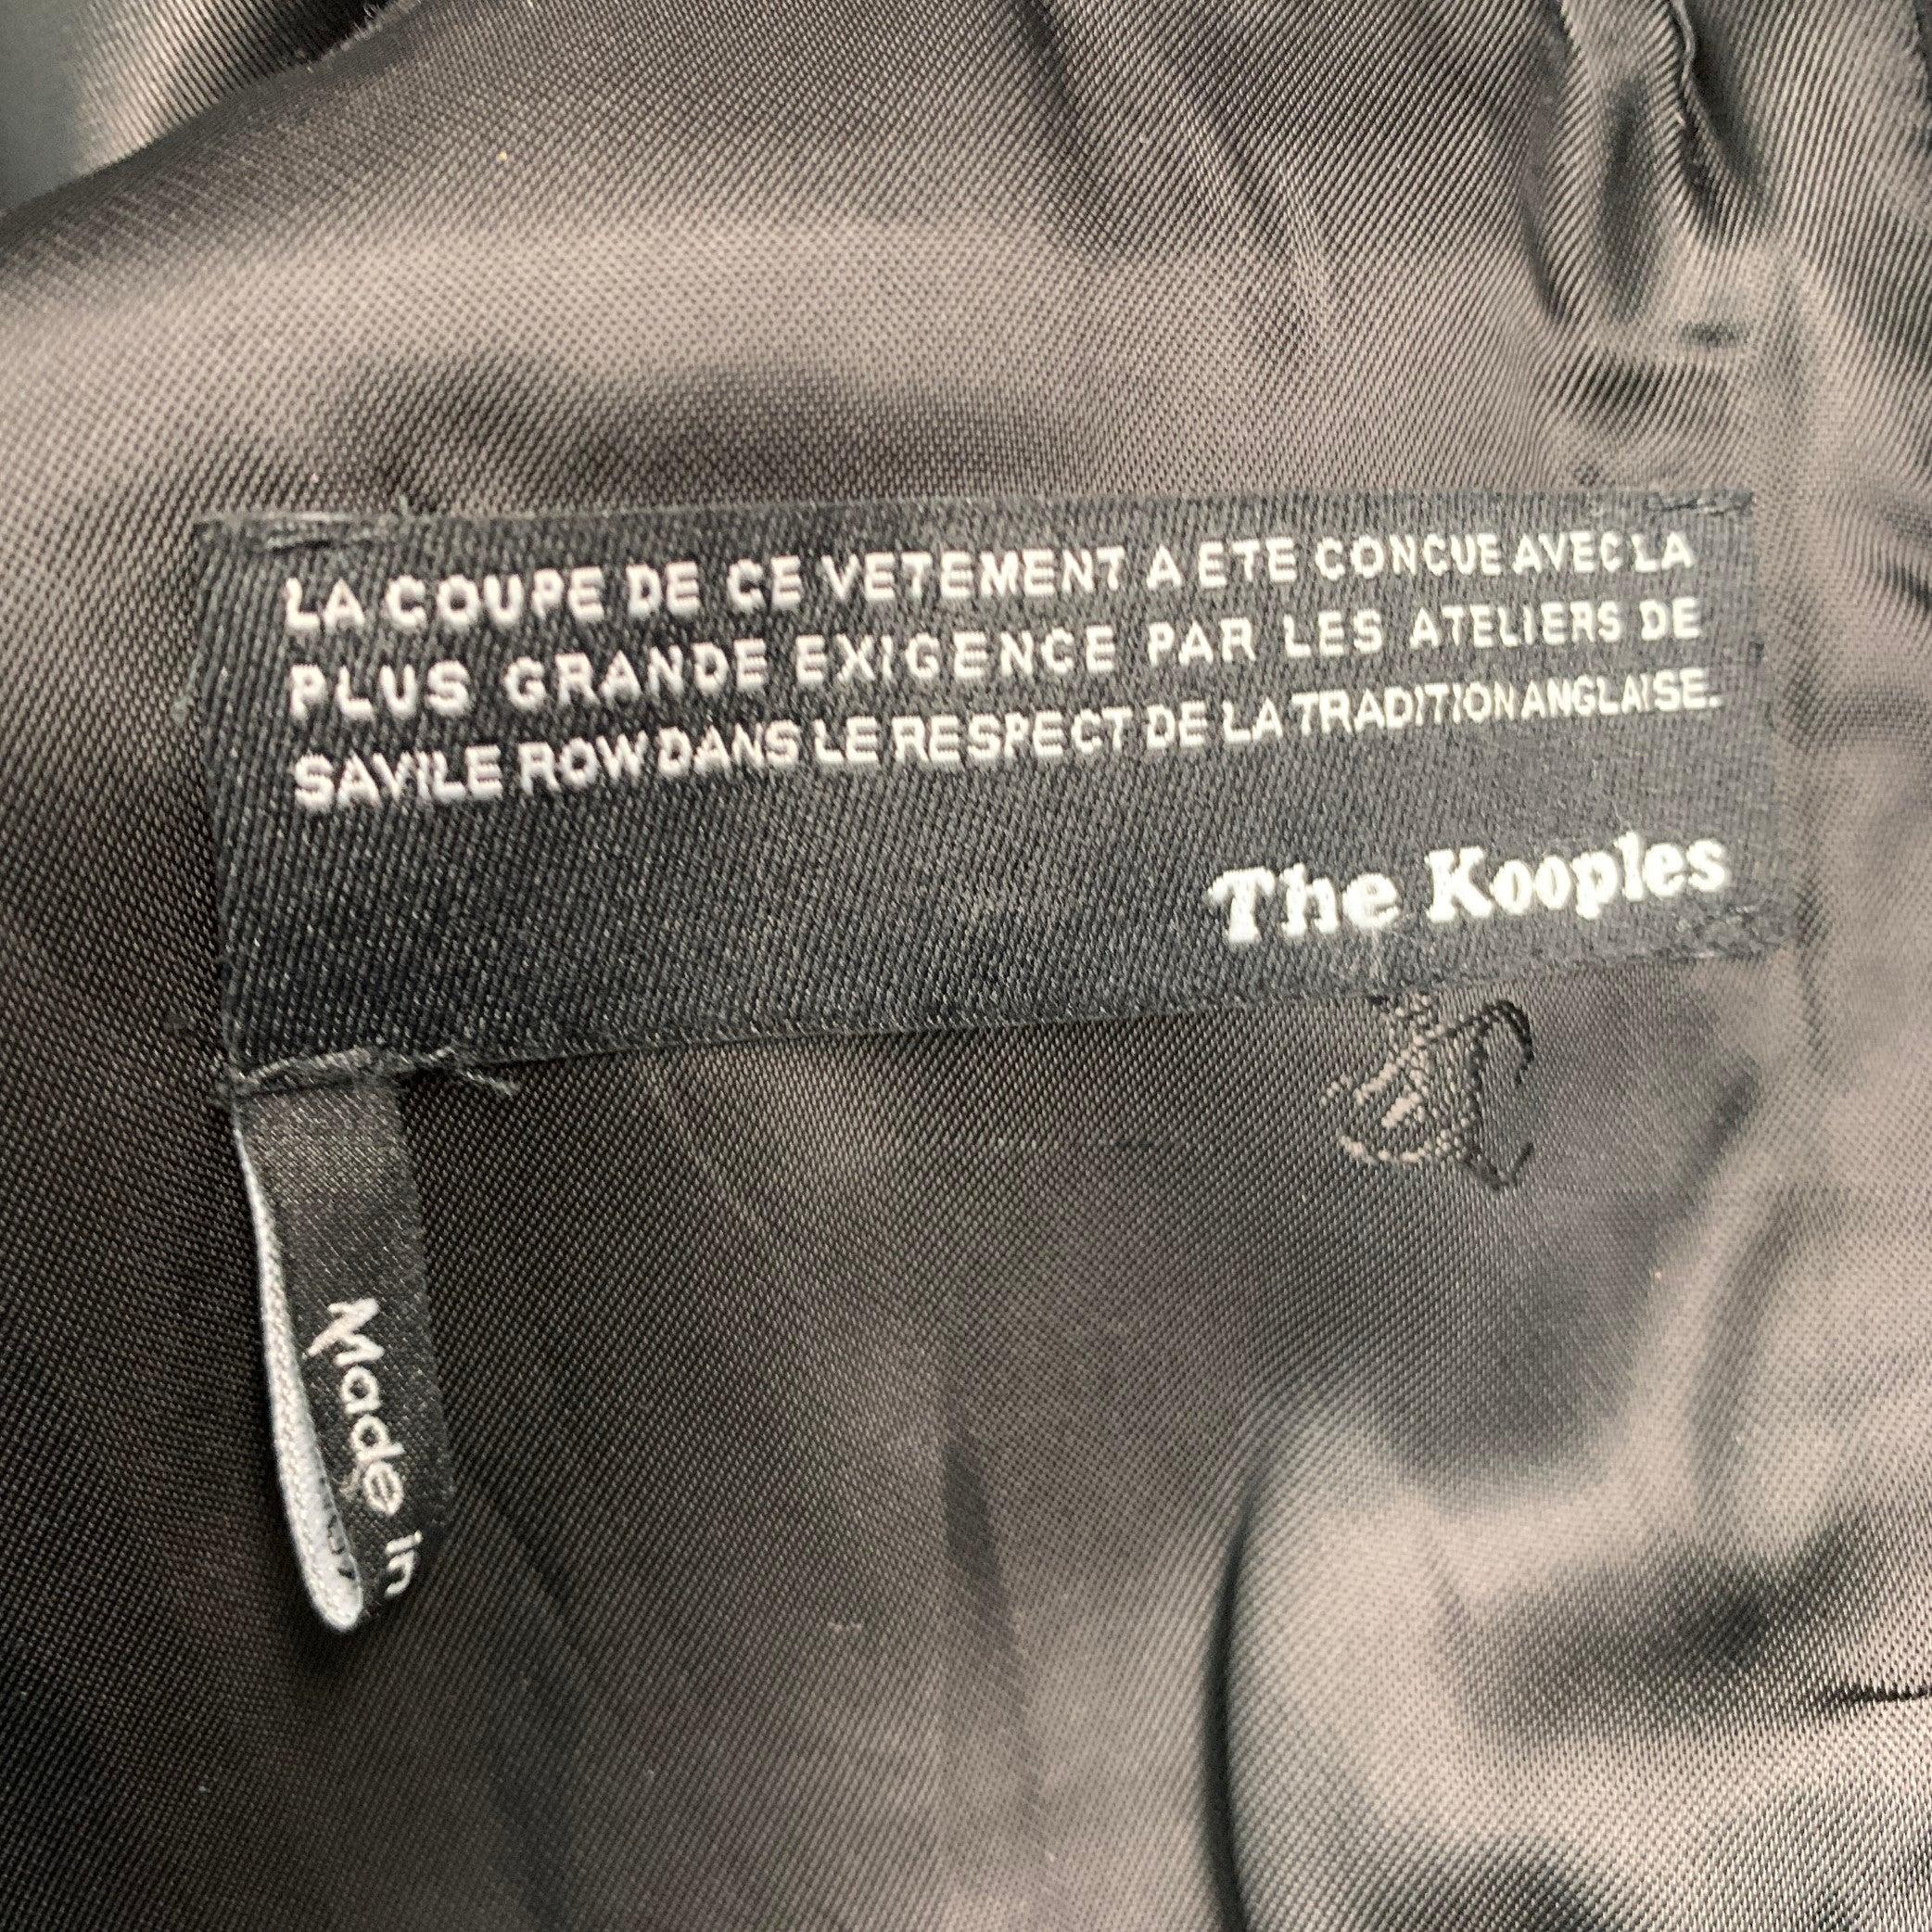 LA COUPE DE CE VETEMENT A ETE CONCUE AVEC LA
PLUS GRANDE EXIGENCE PAR LES ATELIERS DE
SAVILE ROW DANS LE RESPECT DE LA TRADITION ANGLAISE.
The Kooples
Made in